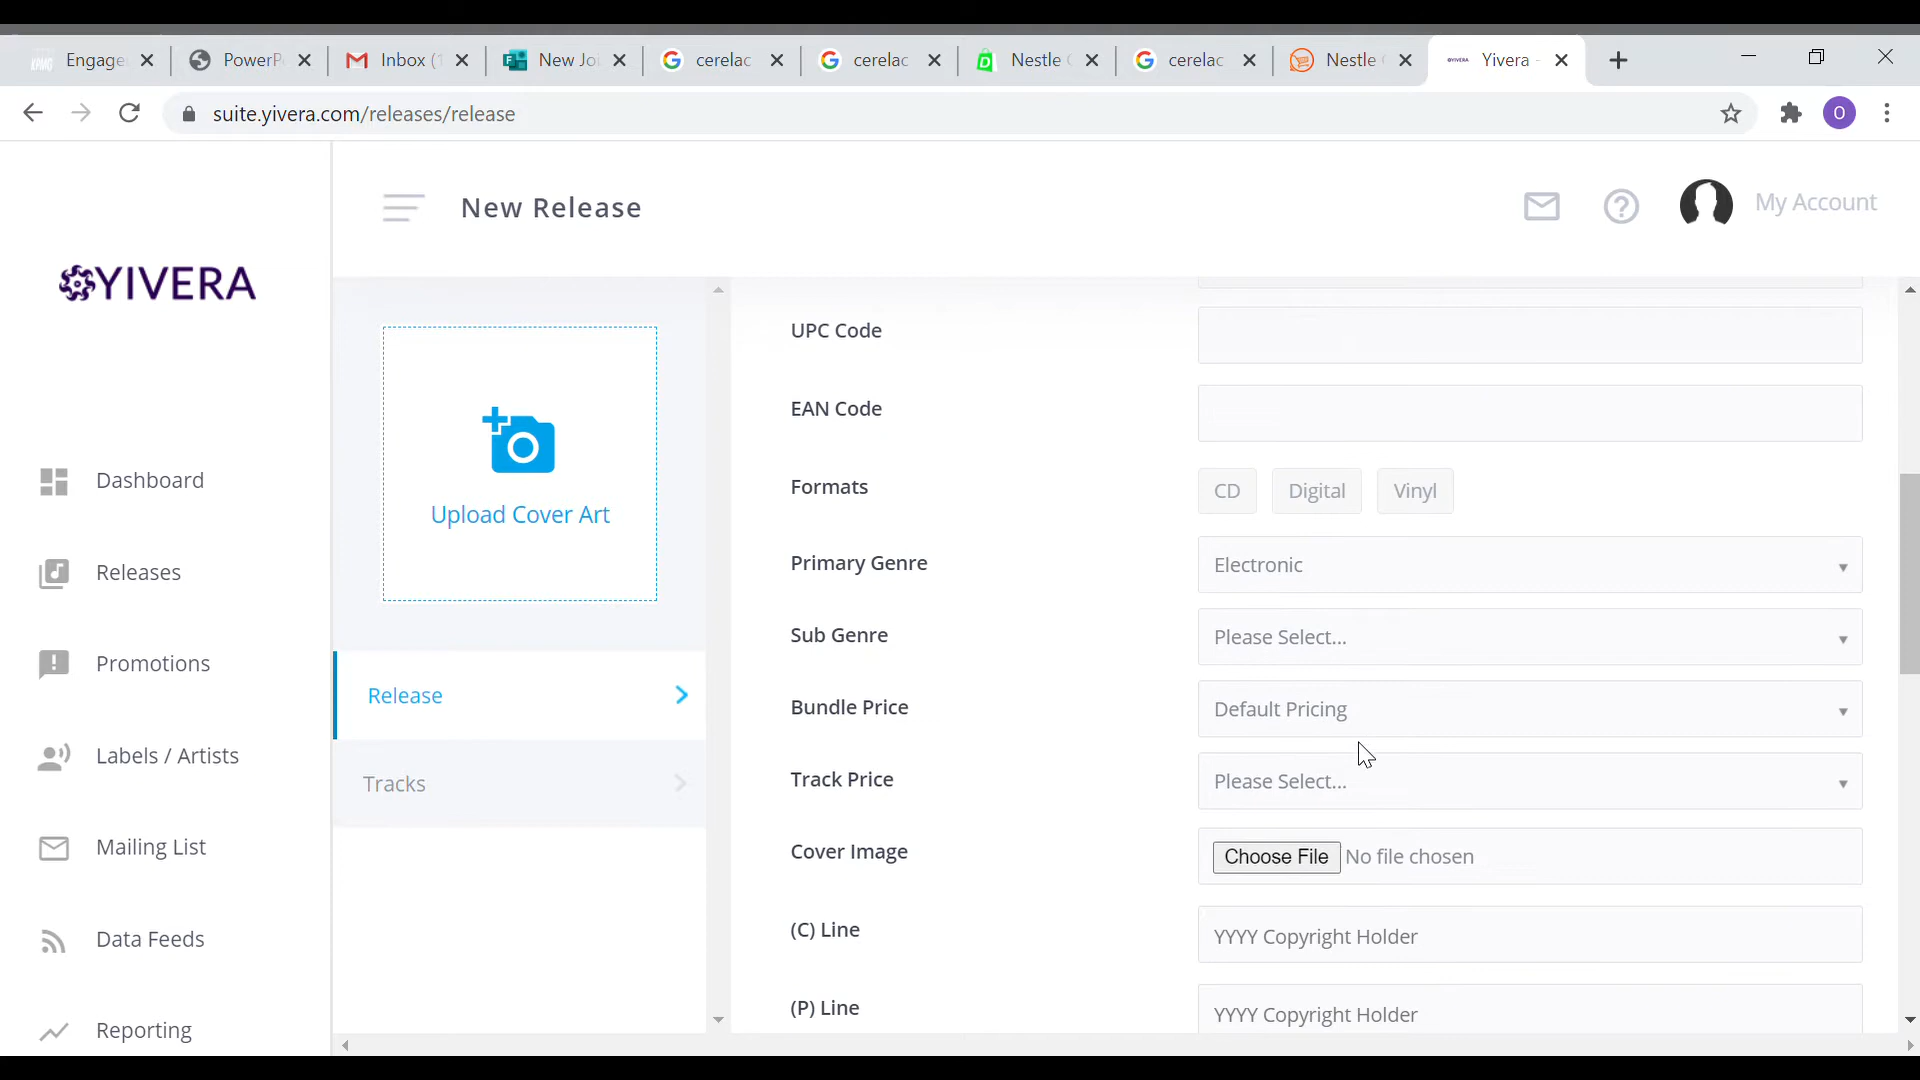 Engage
PowerP
Inbox (1
New Joi
cerelac
cerelac
Nestle
cerelac
Nestle
Yivera -
suite.yivera.com/releases/release
O
New Release
My Account
YIVERA
Dashboard
Releases
Promotions
Labels / Artists
Mailing List
Data Feeds
Reporting
Upload Cover Art
Release
Tracks
UPC Code
EAN Code
Formats
CD
Digital
Vinyl
Primary Genre
Electronic
Sub Genre
Please Select...
Bundle Price
Default Pricing
Track Price
Please Select...
Cover Image
Choose File
No file chosen
(C) Line
YYYY Copyright Holder
(P) Line
YYYY Copyright Holder